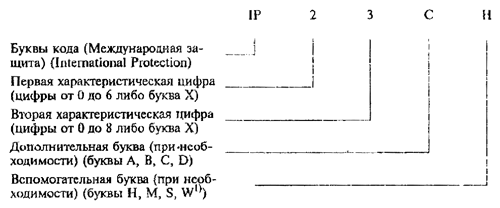 IP 2 3 C H
Буквы кода (Международная за-
щита) (International Protection)
Первая характеристическая цифра
(цифры от 0 до 6 либо буква X)
Вторая характеристическая цифра
(цифры от 0 до 8 либо буква X)
Дополнительная буква (при необ-
ходимости) (буквы A, B, C, D)
Вспомогательная буква (при необ-
ходимости) (буквы H, M, S, W¹⁾)